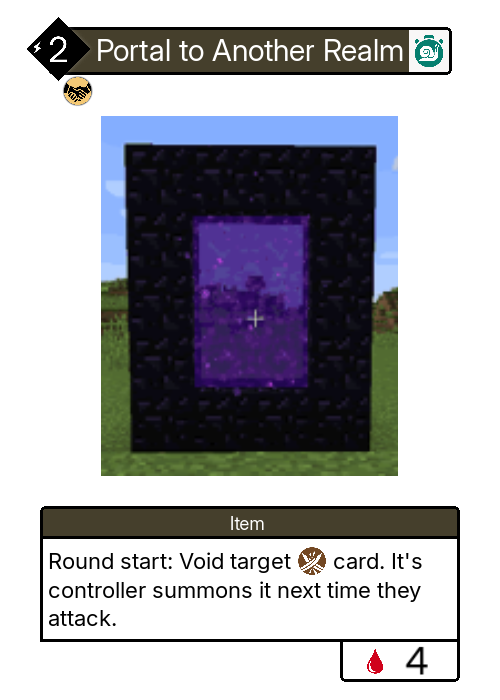 2 Portal to Another Realm
Item
Round start: Void target card. It's
controller summons it next time they
attack.
4